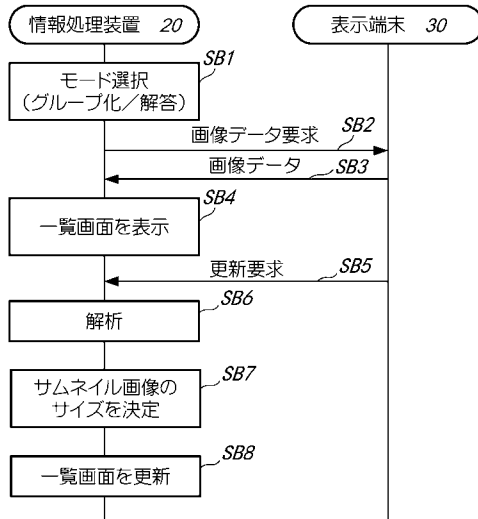 情報処理装置 20
表示端末 30
SB1
モード選択
(グループ化／解答)
画像データ要求
SB2
画像データ
SB3
SB4
一覧画面を表示
更新要求
SB5
SB6
解析
SB7
サムネイル画像の
サイズを決定
SB8
一覧画面を更新